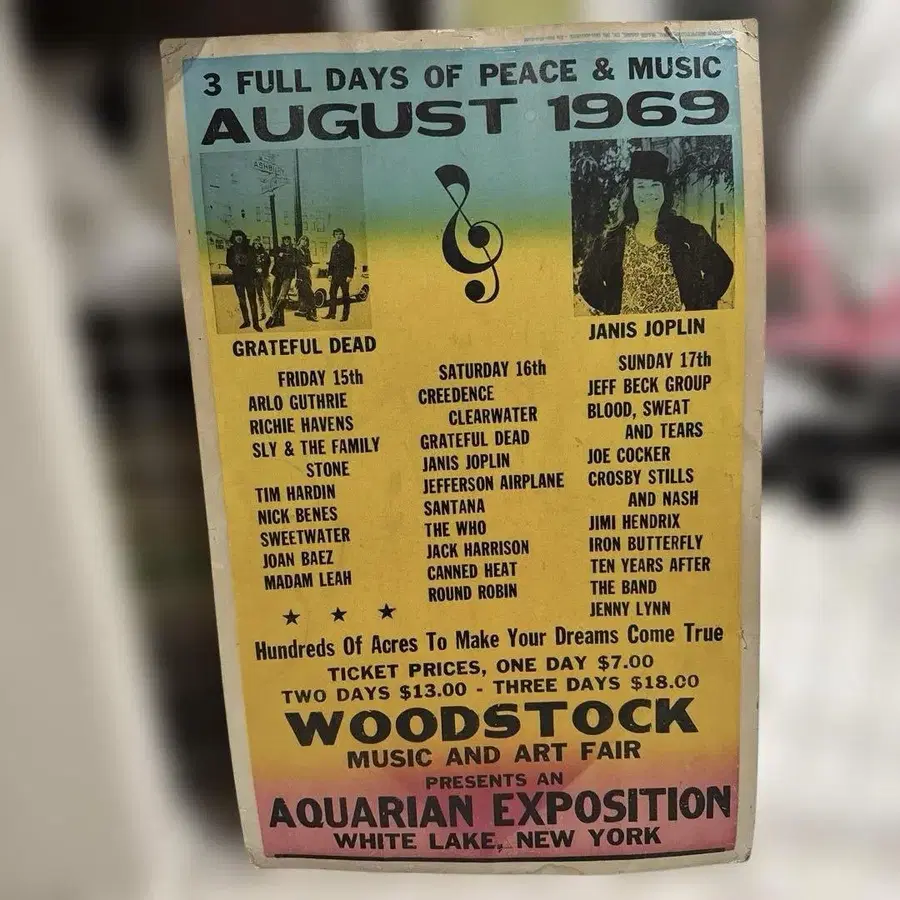 3 FULL DAYS OF PEACE & MUSIC
AUGUST 1969
ASHBURY
GRATEFUL DEAD
JANIS JOPLIN
FRIDAY 15th
ARLO GUTHRIE
RICHIE HAVENS
SLY & THE FAMILY
STONE
TIM HARDIN
NICK BENES
SWEETWATER
JOAN BAEZ
MADAM LEAH
SATURDAY 16th
CREEDENCE
CLEARWATER
GRATEFUL DEAD
JANIS JOPLIN
JEFFERSON AIRPLANE
SANTANA
THE WHO
JACK HARRISON
CANNED HEAT
ROUND ROBIN
SUNDAY 17th
JEFF BECK GROUP
BLOOD, SWEAT
AND TEARS
JOE COCKER
CROSBY STILLS
AND NASH
JIMI HENDRIX
IRON BUTTERFLY
TEN YEARS AFTER
THE BAND
JENNY LYNN
Hundreds Of Acres To Make Your Dreams Come True
TICKET PRICES, ONE DAY $7.00
TWO DAYS $13.00 - THREE DAYS $18.00
WOODSTOCK
MUSIC AND ART FAIR
PRESENTS AN
AQUARIAN EXPOSITION
WHITE LAKE, NEW YORK